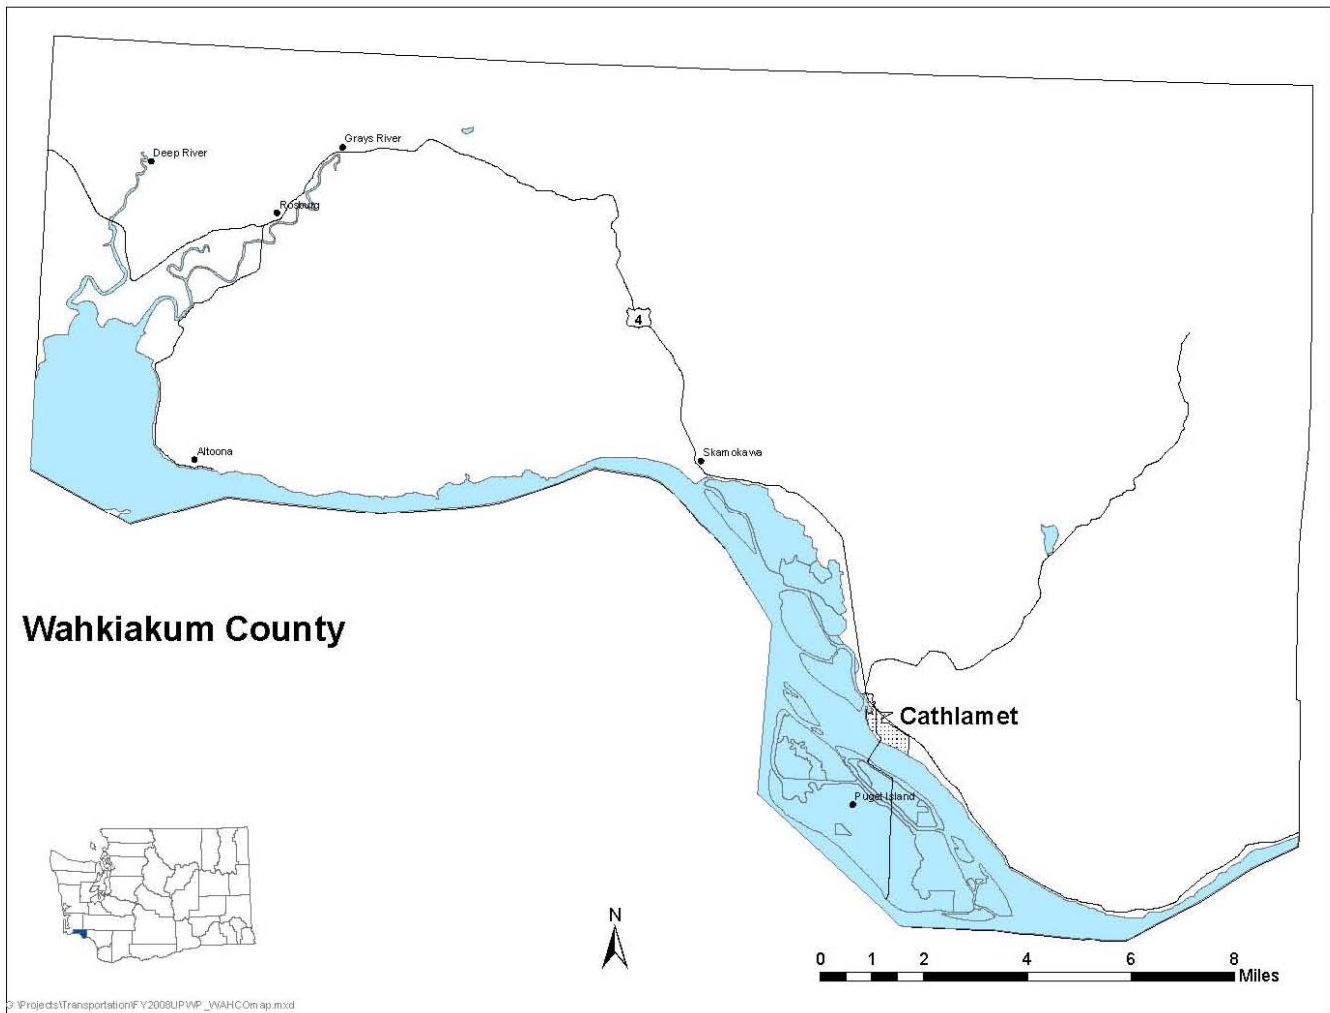 Grays River
Deep River
Rosburg
4
Altoona
Skamokawa
Wahkiakum County
Cathlamet
Puget Island
N
0 1 2 4 6 8
Miles
G:\Projects\Transportation\FY2008UPWP_WAHCOmap.mxd